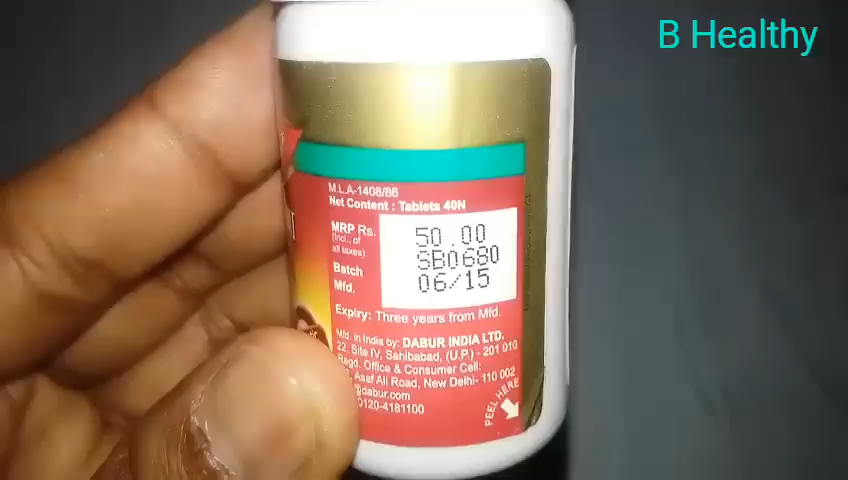 B Healthy
M.L.A-1408/86
Net Content : Tablets 40N
MRP Rs. 50.00
(Incl., of
all taxes)
Batch SB0680
Mfd. 06/15
Expiry: Three years from Mfd.
Mfd. in India by: DABUR INDIA LTD.
22, Site IV, Sahibabad, (U.P.) - 201 010
Regd. Office & Consumer Cell:
Asaf Ali Road, New Delhi- 110 002
@dabur.com
0120-4181100
PEEL HERE